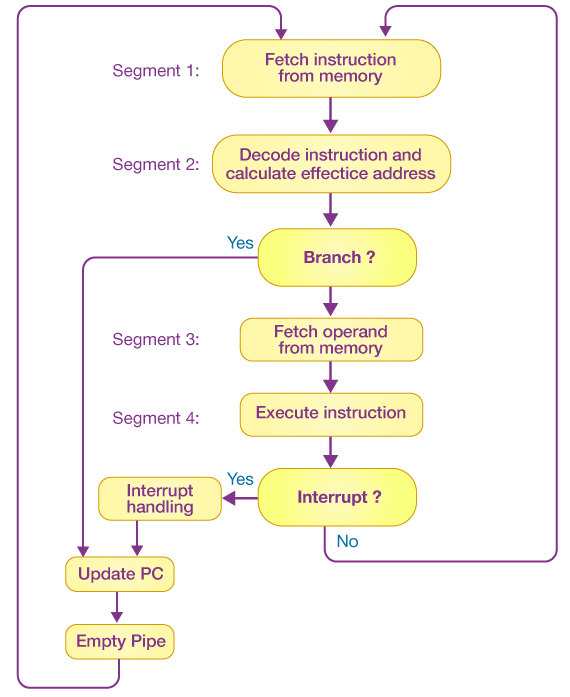 Segment 1:
Fetch instruction
from memory
Segment 2:
Decode instruction and
calculate effectice address
Yes
Branch ?
Segment 3:
Fetch operand
from memory
Segment 4:
Execute instruction
Yes
Interrupt ?
Interrupt
handling
No
Update PC
Empty Pipe